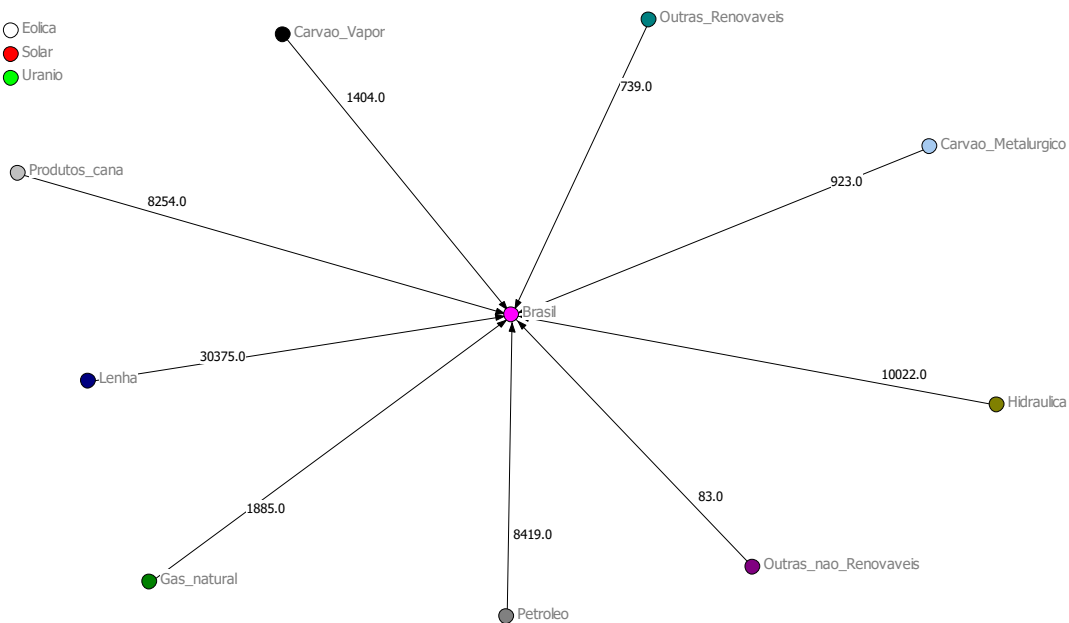 Eolica
Solar
Uranio
Carvao_Vapor
Outras_Renovaveis
1404.0
739.0
Carvao_Metalurgico
Produtos_cana
923.0
8254.0
Brasil
30375.0
Lenha
10022.0
Hidraulica
1885.0
83.0
8419.0
Outras_nao_Renovaveis
Gas_natural
Petroleo